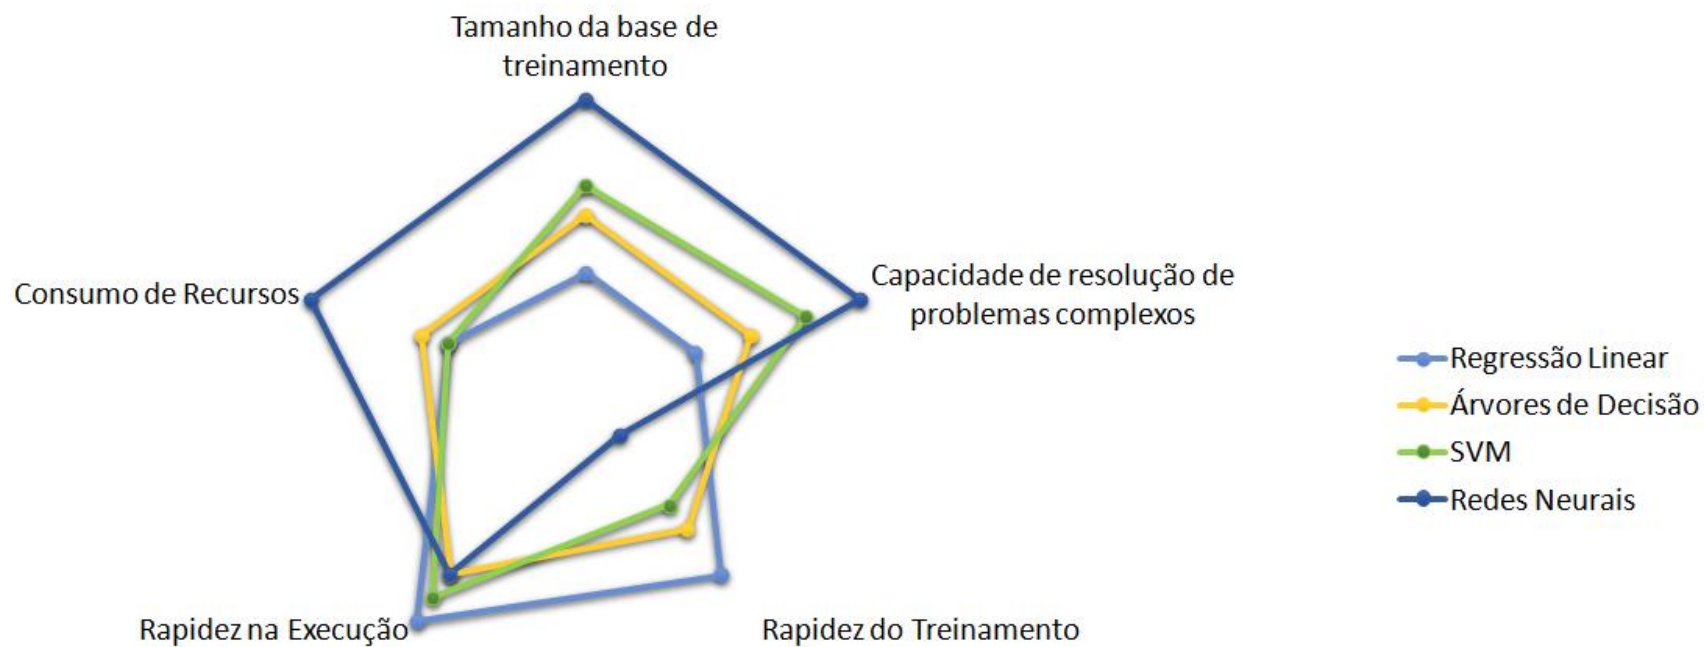 Tamanho da base de
treinamento
Consumo de Recursos
Capacidade de resolução de
problemas complexos
Regressão Linear
Árvores de Decisão
SVM
Redes Neurais
Rapidez na Execução
Rapidez do Treinamento